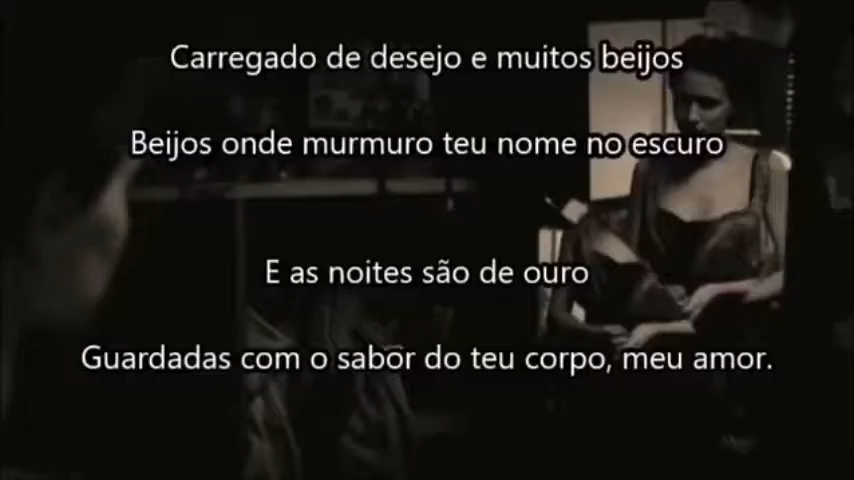 Carregado de desejo e muitos beijos
Beijos onde murmuro teu nome no escuro
E as noites são de ouro
Guardadas com o sabor do teu corpo, meu amor.